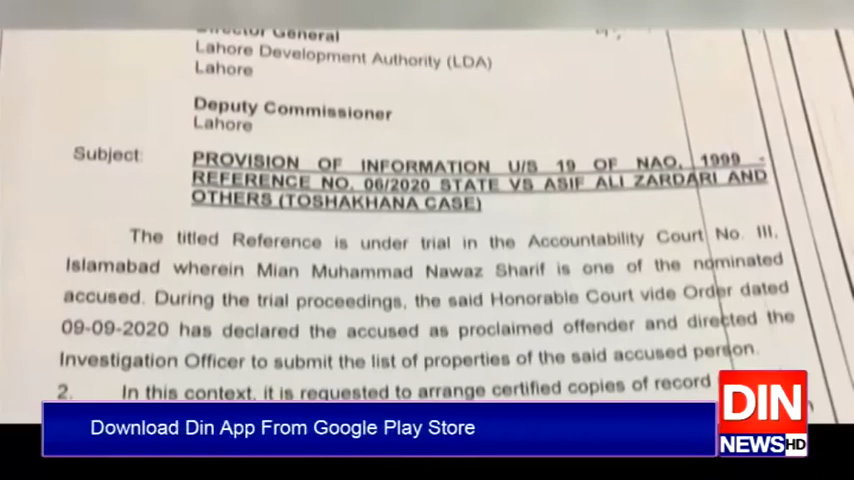 Director General
Lahore Development Authority (LDA)
Lahore
Deputy Commissioner
Lahore
Subject: PROVISION OF INFORMATION U/S 19 OF NAO, 1999 -
REFERENCE NO. 06/2020 STATE VS ASIF ALI ZARDARI AND
OTHERS (TOSHAKHANA CASE)
The titled Reference is under trial in the Accountability Court No. III,
Islamabad wherein Mian Muhammad Nawaz Sharif is one of the nominated
accused. During the trial proceedings, the said Honorable Court vide Order dated
09-09-2020 has declared the accused as proclaimed offender and directed the
Investigation Officer to submit the list of properties of the said accused person.
2. In this context, it is requested to arrange certified copies of record
Download Din App From Google Play Store
DIN
NEWS HD